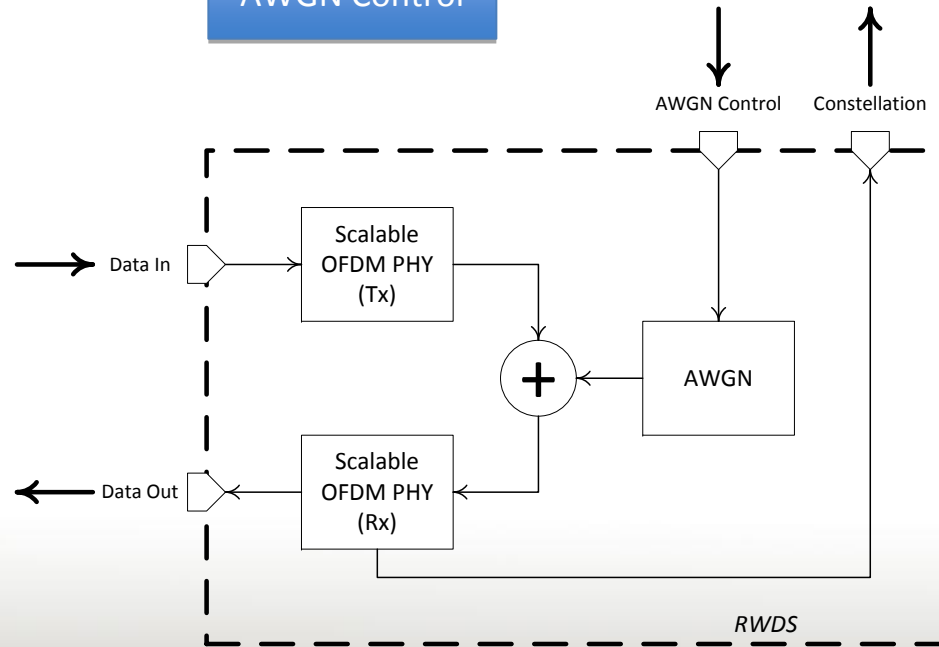 AWGN Control
AWGN Control
Constellation
Data In
Scalable
OFDM PHY
(Tx)
+
AWGN
Data Out
Scalable
OFDM PHY
(Rx)
RWDS